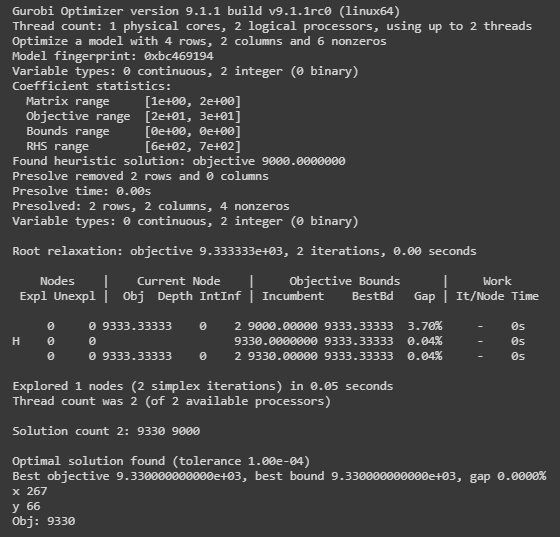 Gurobi Optimizer version 9.1.1 build v9.1.1rc0 (linux64)
Thread count: 1 physical cores, 2 logical processors, using up to 2 threads
Optimize a model with 4 rows, 2 columns and 6 nonzeros
Model fingerprint: 0xbc469194
Variable types: 0 continuous, 2 integer (0 binary)
Coefficient statistics:
  Matrix range     [1e+00, 2e+00]
  Objective range  [2e+01, 3e+01]
  Bounds range     [0e+00, 0e+00]
  RHS range        [6e+02, 7e+02]
Found heuristic solution: objective 9000.0000000
Presolve removed 2 rows and 0 columns
Presolve time: 0.00s
Presolved: 2 rows, 2 columns, 4 nonzeros
Variable types: 0 continuous, 2 integer (0 binary)

Root relaxation: objective 9.333333e+03, 2 iterations, 0.00 seconds

    Nodes    |    Current Node    |     Objective Bounds      |     Work
 Expl Unexpl |  Obj  Depth IntInf | Incumbent    BestBd   Gap | It/Node Time

     0     0 9333.33333    0    2 9000.00000 9333.33333  3.70%     -    0s
H    0     0                    9330.0000000 9333.33333  0.04%     -    0s
     0     0 9333.33333    0    2 9330.00000 9333.33333  0.04%     -    0s

Explored 1 nodes (2 simplex iterations) in 0.05 seconds
Thread count was 2 (of 2 available processors)

Solution count 2: 9330 9000

Optimal solution found (tolerance 1.00e-04)
Best objective 9.330000000000e+03, best bound 9.330000000000e+03, gap 0.0000%
x 267
y 66
Obj: 9330